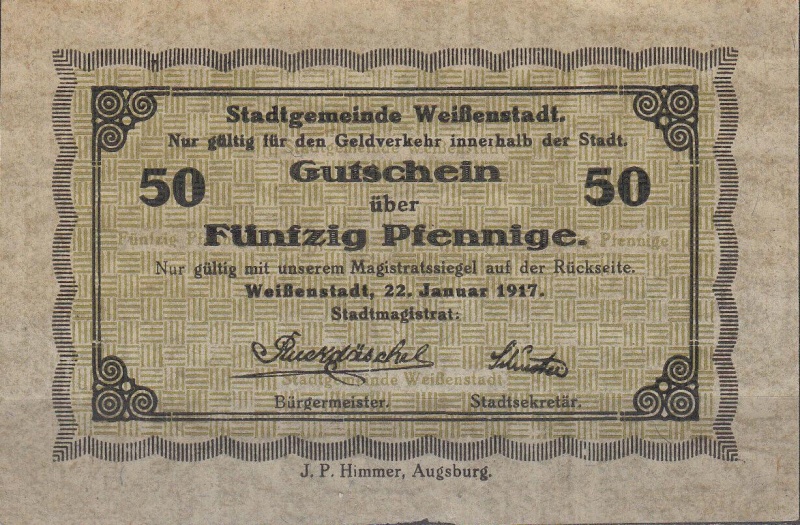 Stadtgemeinde Weißenstadt.
Nur gültig für den Geldverkehr innerhalb der Stadt.
50 Gutschein 50
über
Fünfzig Pfennige.
Nur gültig mit unserem Magistratssiegel auf der Rückseite.
Weißenstadt, 22. Januar 1917.
Stadtmagistrat:
Ruckdäschel
Stadtgemeinde Weißenstadt
Bürgermeister. Stadtsekretär.
J. P. Himmer, Augsburg.